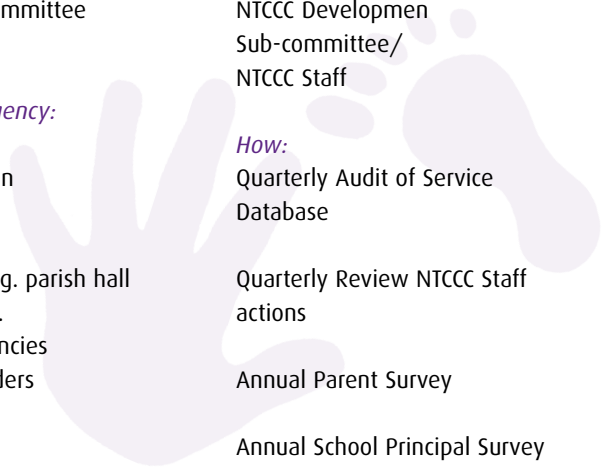 mmittee
ency:
n
g. parish hall
.
ncies
ders
NTCCC Developmen
Sub-committee/
NTCCC Staff
How:
Quarterly Audit of Service
Database
Quarterly Review NTCCC Staff
actions
Annual Parent Survey
Annual School Principal Survey